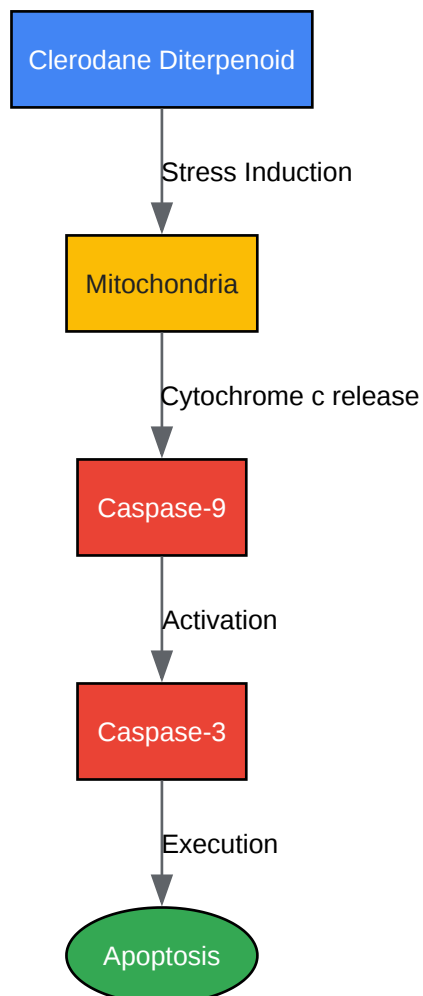 Clerodane Diterpenoid
Stress Induction
Mitochondria
Cytochrome c release
Caspase-9
Activation
Caspase-3
Execution
Apoptosis